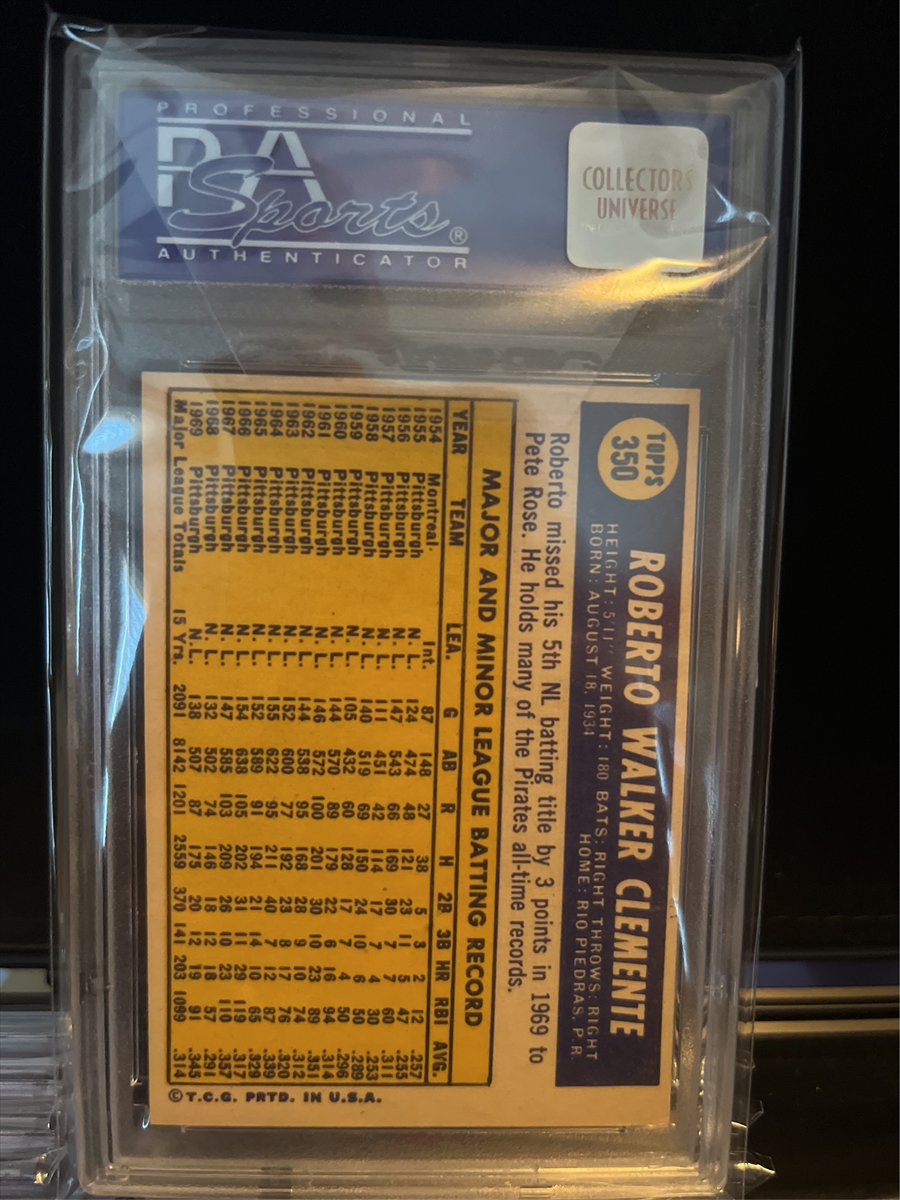 PROFESSIONAL
PSA
Sports®
AUTHENTICATOR
COLLECTORS
UNIVERSE
TOPPS
350
ROBERTO WALKER CLEMENTE
HEIGHT: 5'11" WEIGHT: 180 BATS: RIGHT THROWS: RIGHT
BORN: AUGUST 18, 1934 HOME: RIO PIEDRAS, P.R.
Roberto missed his 5th NL batting title by 3 points in 1969 to
Pete Rose. He holds many of the Pirates all-time records.
MAJOR AND MINOR LEAGUE BATTING RECORD
YEAR TEAM LEA. G AB R H 2B 3B HR RBI AVG.
1954 Montreal Int. 87 148 27 38 5 3 2 12 .257
1955 Pittsburgh N. L. 124 474 48 121 23 11 5 47 .255
1956 Pittsburgh N. L. 147 543 66 169 30 7 7 60 .311
1957 Pittsburgh N. L. 111 451 42 114 17 7 4 30 .253
1958 Pittsburgh N. L. 140 519 69 150 24 10 6 50 .289
1959 Pittsburgh N. L. 105 432 60 128 17 7 4 50 .296
1960 Pittsburgh N. L. 144 570 89 179 22 6 16 94 .314
1961 Pittsburgh N. L. 146 572 100 201 30 10 23 89 .351
1962 Pittsburgh N. L. 144 538 95 168 28 9 10 74 .312
1963 Pittsburgh N. L. 152 600 77 192 23 8 17 76 .320
1964 Pittsburgh N. L. 155 622 95 211 40 7 12 87 .339
1965 Pittsburgh N. L. 152 589 91 194 21 14 10 65 .329
1966 Pittsburgh N. L. 154 638 105 202 31 11 29 119 .317
1967 Pittsburgh N. L. 147 585 103 209 26 10 23 110 .357
1968 Pittsburgh N. L. 132 502 74 146 18 12 18 57 .291
1969 Pittsburgh N. L. 138 507 87 175 20 12 19 91 .345
Major League Totals 15 Yrs. 2091 8142 1201 2559 370 141 203 1099 .314
©T.C.G. PRTD. IN U.S.A.